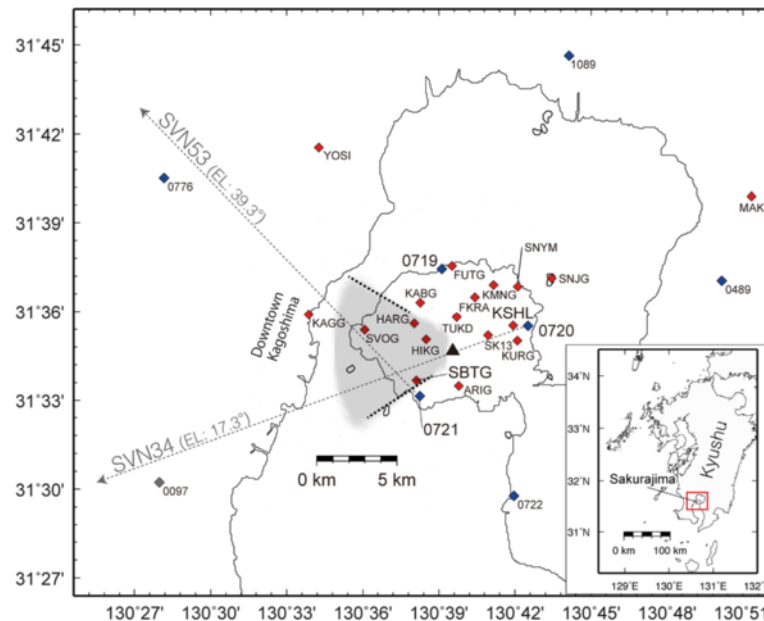 31°45'
31°42'
31°39'
31°36'
31°33'
31°30'
31°27'
130°27'
130°30'
130°33'
130°36'
130°39'
130°42'
130°45'
130°48'
130°51'
1089
SVN53 (EL: 39.3°)
YOSI
0776
MAK
SNYM
0719
FUTG
SNJG
0489
KABG
KMNG
FKRA
KSHL
Downtown
Kagoshima
KAGG
HARG
TUKD
0720
SVOG
HIKG
SK13
KURG
SBTG
ARIG
0721
SVN34 (EL: 17.3°)
0 km
5 km
0097
0722
34°N
33°N
32°N
31°N
Kyushu
Sakurajima
0 km
100 km
129°E
130°E
131°E
132